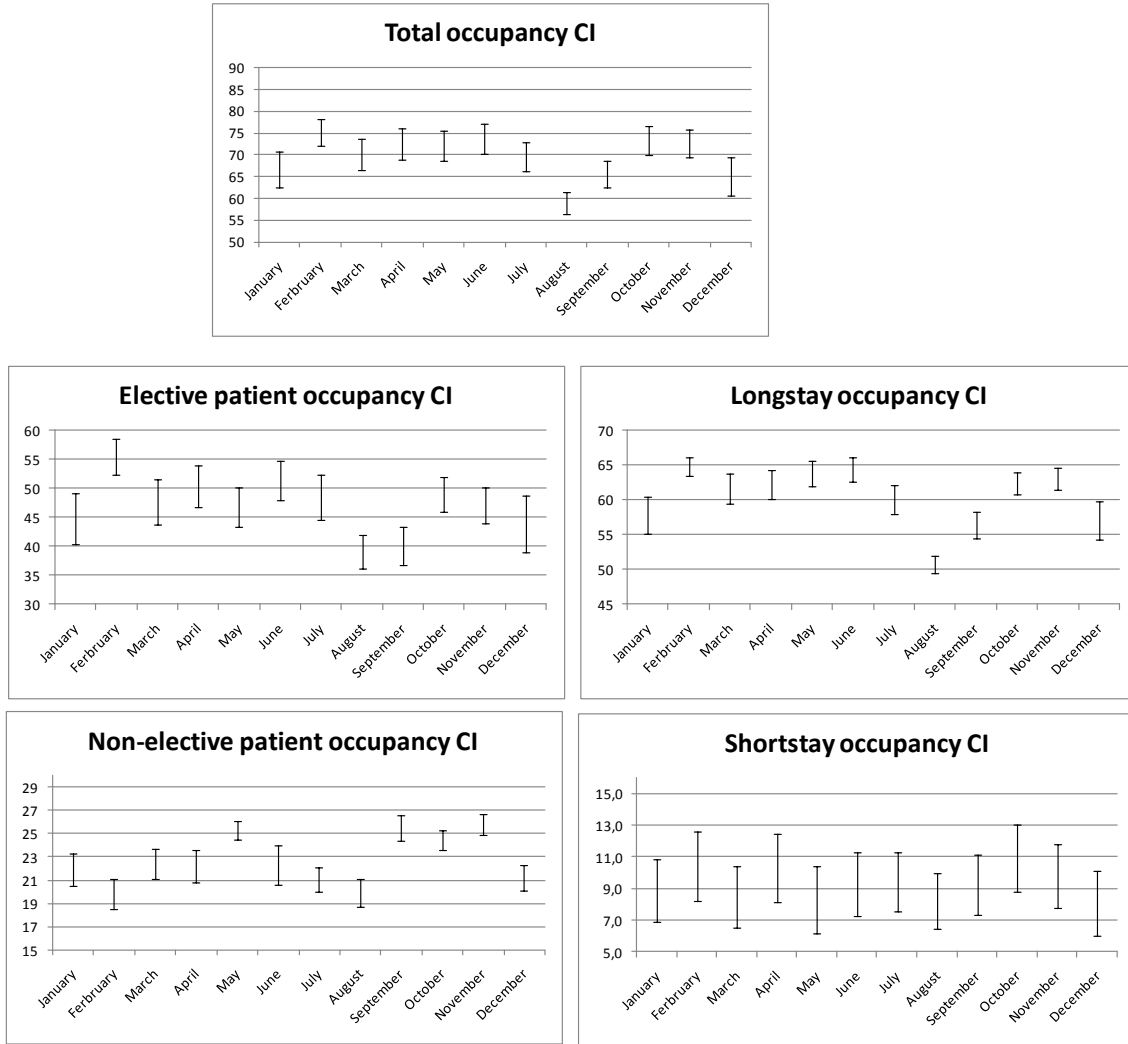 Total occupancy CI
90
85
80
75
70
65
60
55
50
January
Ferbruary
March
April
May
June
July
August
September
October
November
December
Elective patient occupancy CI
60
55
50
45
40
35
30
January
Ferbruary
March
April
May
June
July
August
September
October
November
December
Longstay occupancy CI
70
65
60
55
50
45
January
Ferbruary
March
April
May
June
July
August
September
October
November
December
Non-elective patient occupancy CI
29
27
25
23
21
19
17
15
January
Ferbruary
March
April
May
June
July
August
September
October
November
December
Shortstay occupancy CI
15,0
13,0
11,0
9,0
7,0
5,0
January
Ferbruary
March
April
May
June
July
August
September
October
November
December